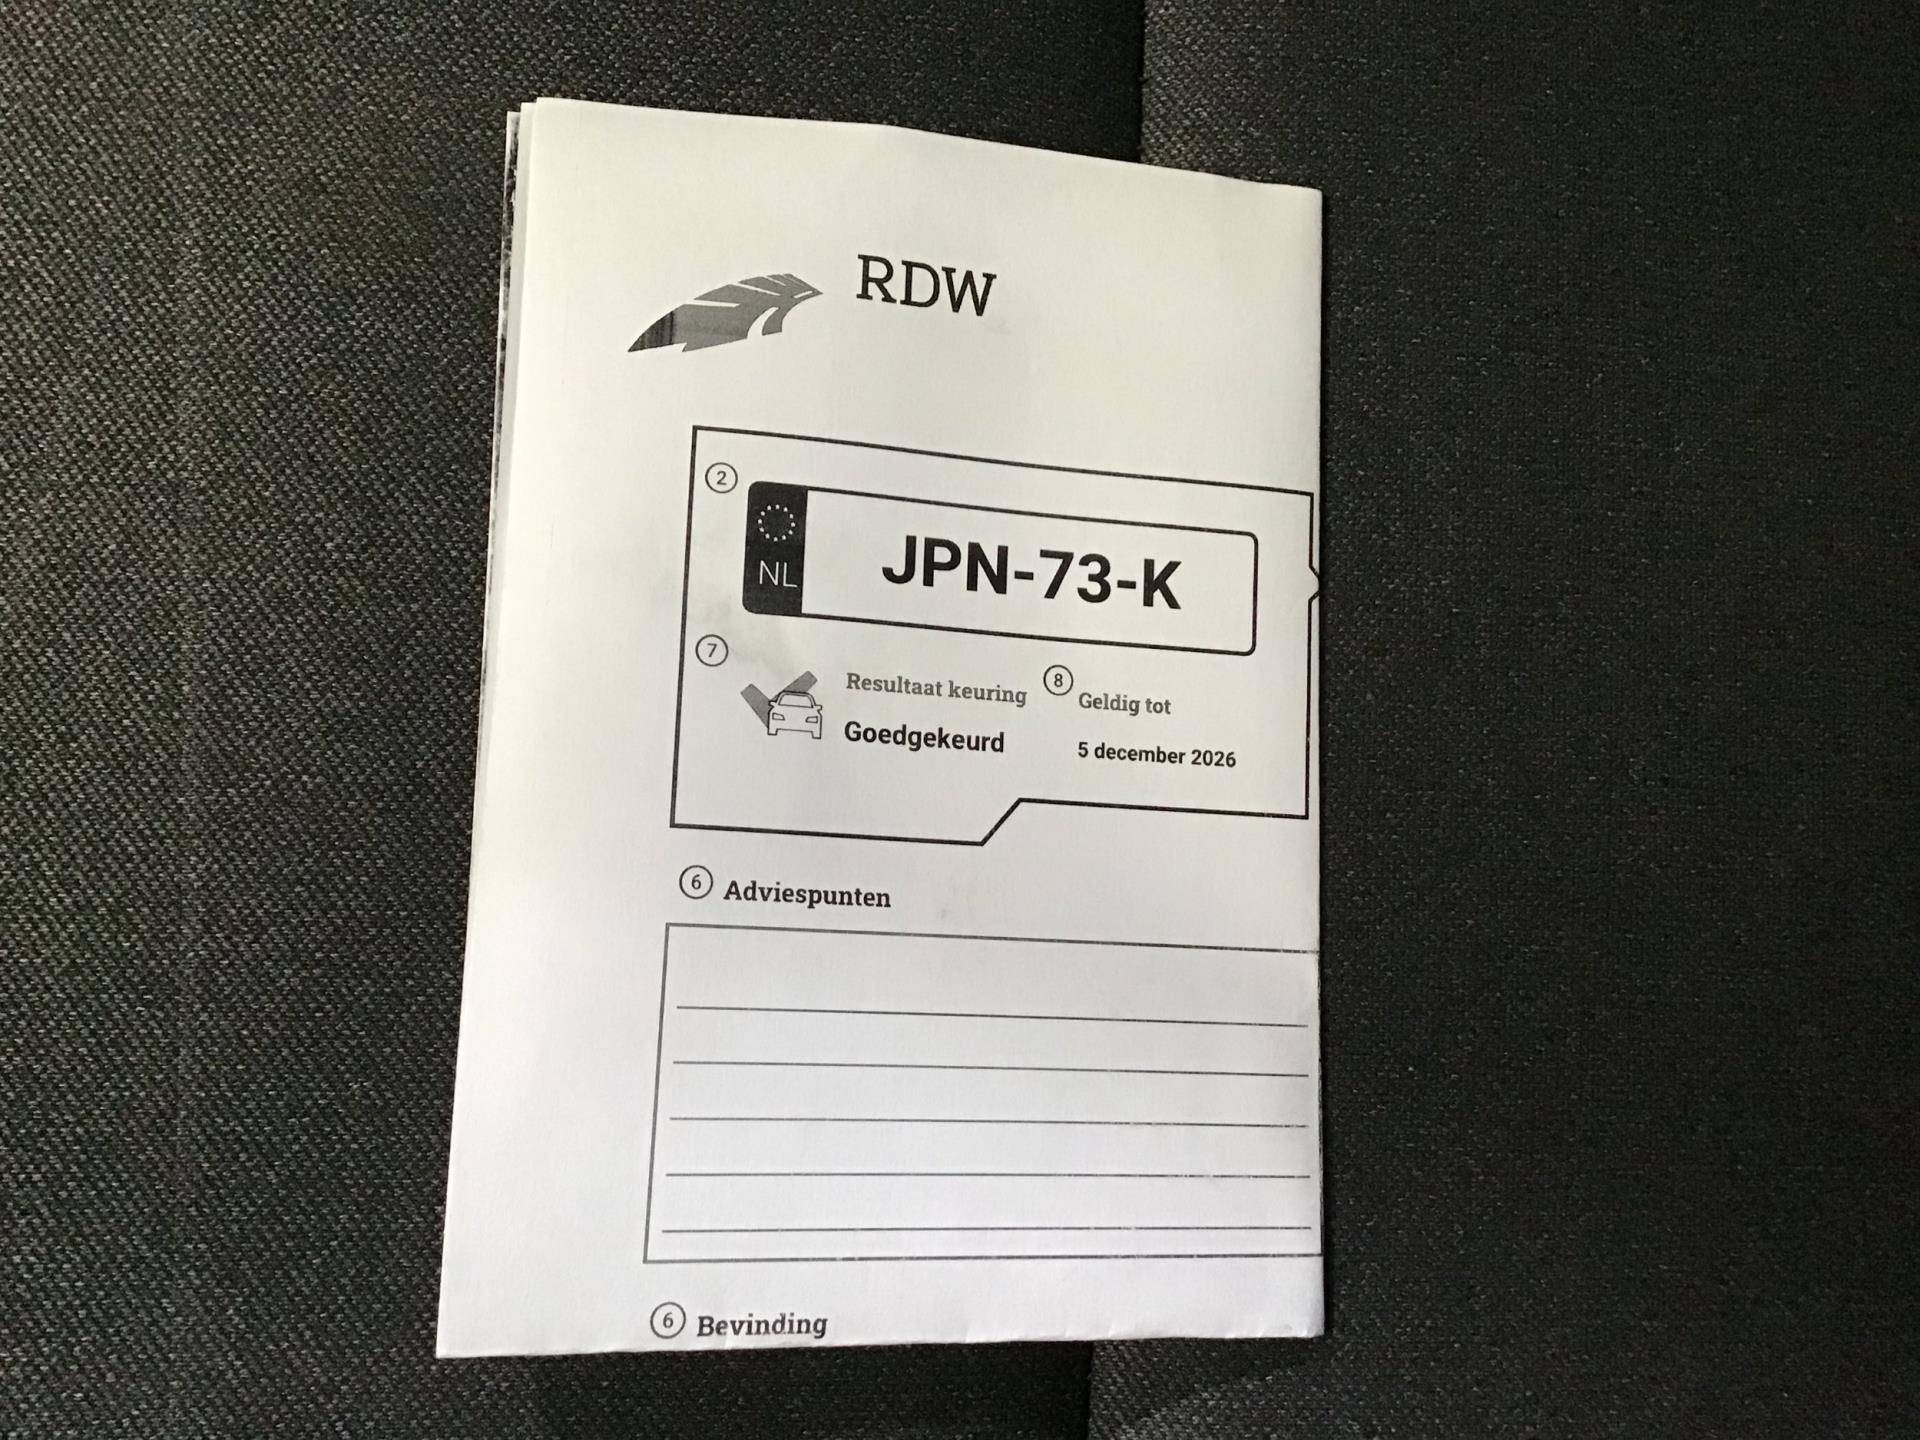 RDW
2
NL
JPN-73-K
7
Resultaat keuring
Goedgekeurd
8
Geldig tot
5 december 2026
6 Adviespunten
6 Bevinding